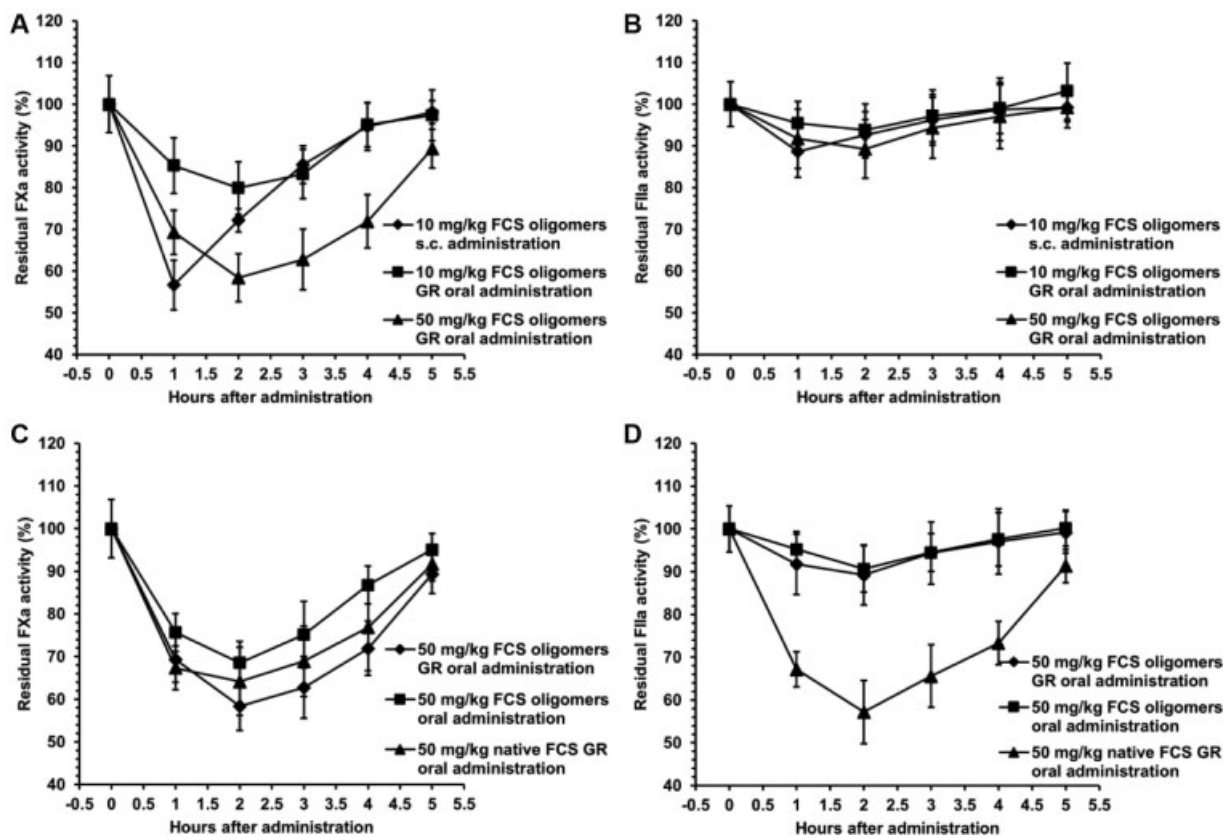 A
120
110
100
90
80
70
60
50
40
Residual FXa activity (%)
-0.5 0 0.5 1 1.5 2 2.5 3 3.5 4 4.5 5 5.5
Hours after administration
10 mg/kg FCS oligomers
s.c. administration
10 mg/kg FCS oligomers
GR oral administration
50 mg/kg FCS oligomers
GR oral administration
B
120
110
100
90
80
70
60
50
40
Residual FIIa activity (%)
-0.5 0 0.5 1 1.5 2 2.5 3 3.5 4 4.5 5 5.5
Hours after administration
10 mg/kg FCS oligomers
s.c. administration
10 mg/kg FCS oligomers
GR oral administration
50 mg/kg FCS oligomers
GR oral administration
C
120
110
100
90
80
70
60
50
40
Residual FXa activity (%)
-0.5 0 0.5 1 1.5 2 2.5 3 3.5 4 4.5 5 5.5
Hours after administration
50 mg/kg FCS oligomers
GR oral administration
50 mg/kg FCS oligomers
oral administration
50 mg/kg native FCS GR
oral administration
D
120
110
100
90
80
70
60
50
40
Residual FIIa activity (%)
-0.5 0 0.5 1 1.5 2 2.5 3 3.5 4 4.5 5 5.5
Hours after administration
50 mg/kg FCS oligomers
GR oral administration
50 mg/kg FCS oligomers
oral administration
50 mg/kg native FCS GR
oral administration